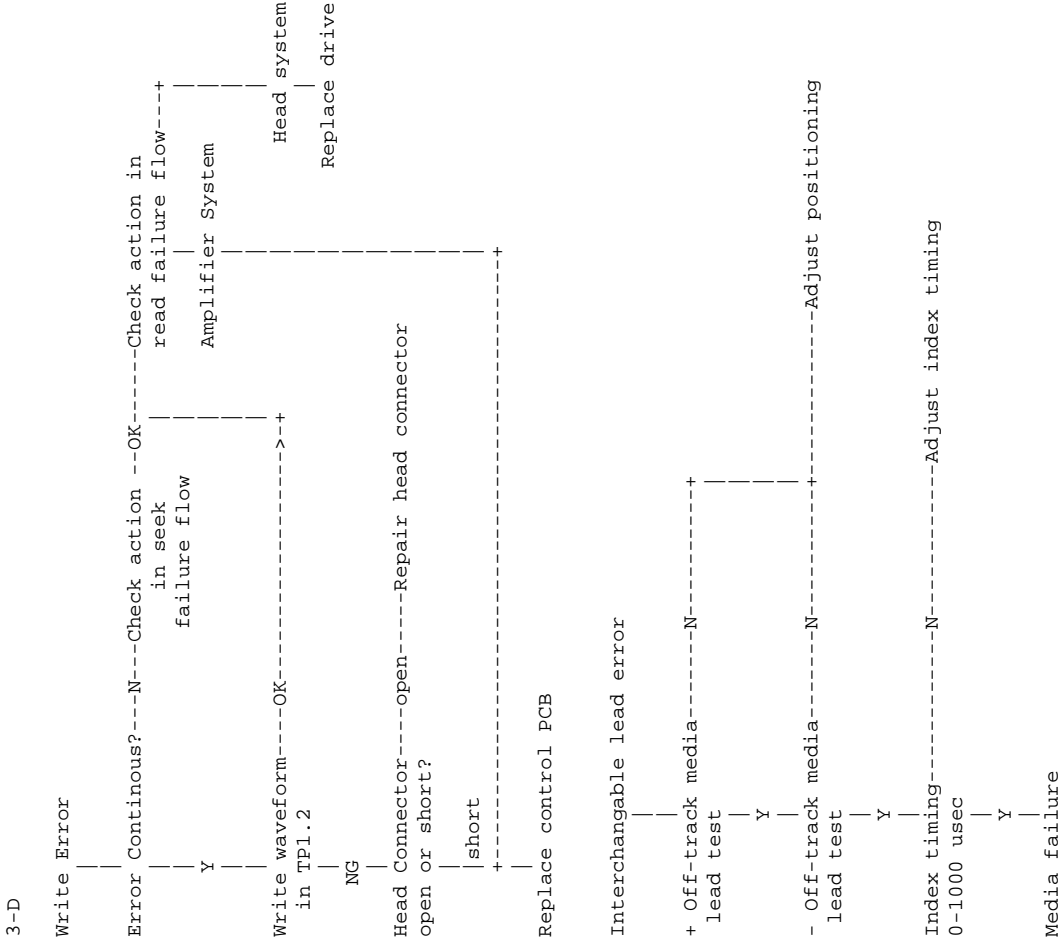 3-D
Write Error
Error Continous?----N---Check action --OK-------Check action in
in seek read failure flow----+
failure flow
Amplifier System
Y
Write waveform----OK------------------------>-+ Head system
in TP1.2
Replace drive
NG
Head Connector-----open-----Repair head connector
open or short?
short
+-------------------------------------------------+
Replace control PCB
Interchangable lead error
+ Off-track media---------N-------------+
lead test
Y
- Off-track media---------N-------------+---------------Adjust positioning
lead test
Y
Index timing--------------N--------------Adjust index timing
0-1000 usec
Y
Media failure